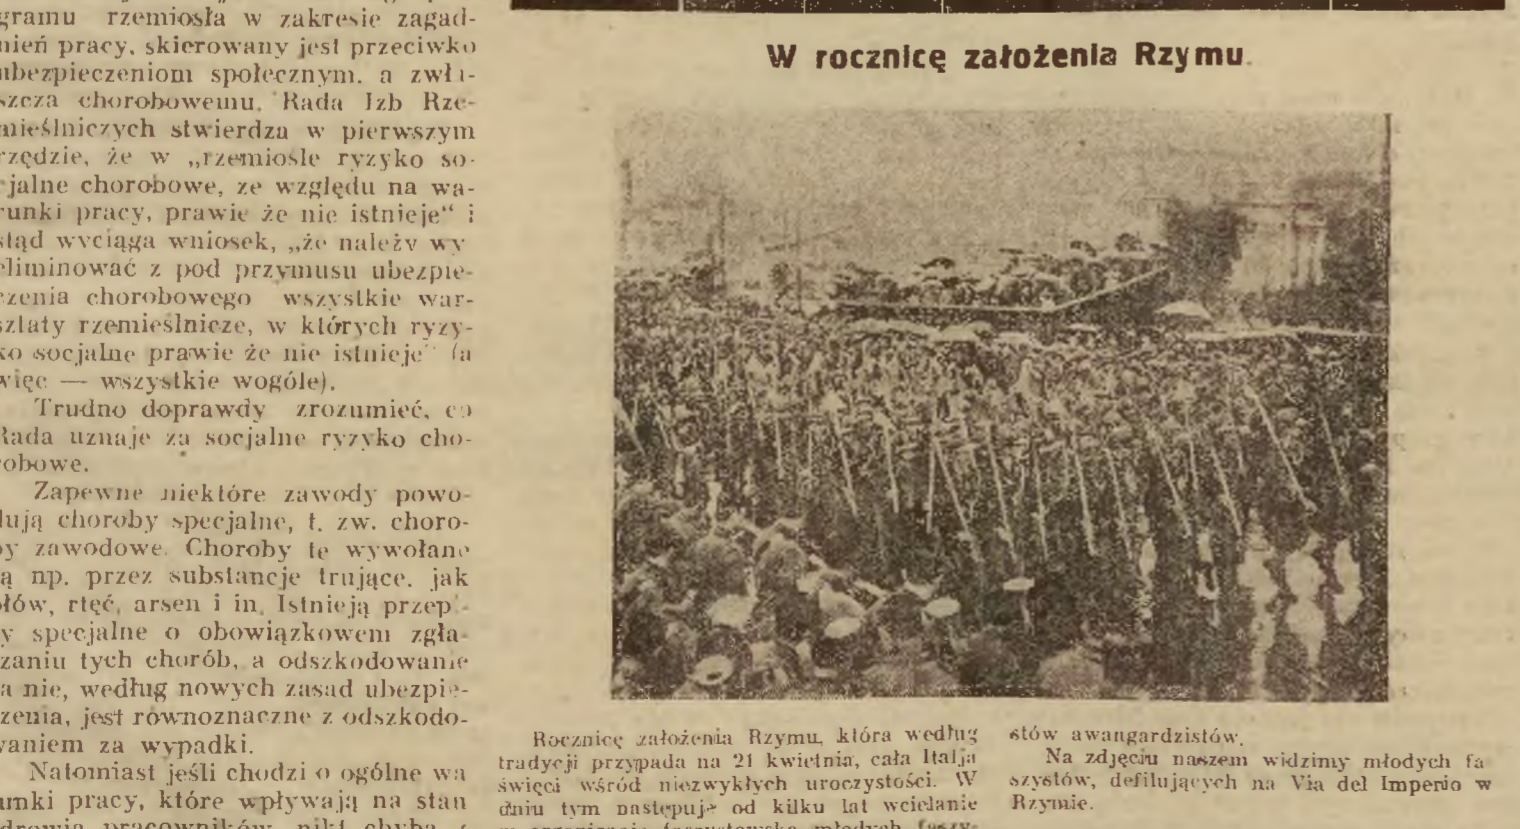 gramu rzemiosła w zakresie zagad-
nień pracy, skierowany jest przeciwko
ubezpieczeniom społecznym, a zwła-
szcza chorobowemu. Rada Izb Rze-
mieślniczych stwierdza w pierwszym
rzędzie, że w „rzemiośle ryzyko so-
cjalne chorobowe, ze względu na wa-
runki pracy, prawie że nie istnieje“ i
stąd wyciąga wniosek, „że należy wy
eliminować z pod przymusu ubezpie-
czenia chorobowego wszystkie war-
sztaty rzemieślnicze, w których ryzy-
ko socjalne prawie że nie istnieje“ (a
więc — wszystkie wogóle).
Trudno doprawdy zrozumieć, co
Rada uznaje za socjalne ryzyko cho-
robowe.
Zapewne niektóre zawody powo-
dują choroby specjalne, t. zw. choro-
by zawodowe. Choroby te wywołane
są np. przez substancje trujące, jak
ołów, rtęć, arsen i in. Istnieją przepi-
sy specjalne o obowiązkowem zgła-
szaniu tych chorób, a odszkodowanie
za nie, według nowych zasad ubezpie-
czenia, jest równoznaczne z odszkodo-
waniem za wypadki.
Natomiast jeśli chodzi o ogólne wa
runki pracy, które wpływają na stan
zdrowia pracowników, nikt chyba
W rocznicę założenia Rzymu.
Rocznicę założenia Rzymu, która według
tradycji przypada na 21 kwietnia, cała Italja
święci wśród niezwykłych uroczystości. W
dniu tym następuje od kilku lat wcielanie
organizacje faszystowską młodych faszy-
stów awangardzistów.
Na zdjęciu naszem widzimy młodych fa
szystów, defilujących na Via del Imperio w
Rzymie.